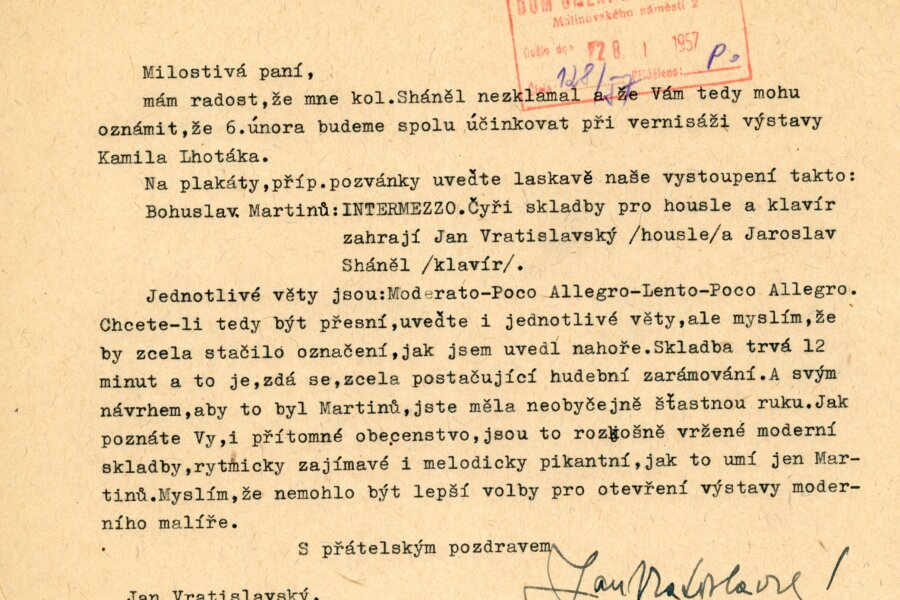 DŮM UMĚN
Malinovského náměstí 2
Došlo dne 28 1 1957
Číslo 128/ Přiděleno: P.
Milostivá paní,
mám radost,že mne kol.Sháněl nezklamal a že Vám tedy mohu
oznámit,že 6.února budeme spolu účinkovat při vernisáži výstavy
Kamila Lhotáka.
Na plakáty,příp.pozvánky uveďte laskavě naše vystoupení takto:
Bohuslav Martinů:INTERMEZZO.Čyři skladby pro housle a klavír
zahrají Jan Vratislavský /housle/a Jaroslav
Sháněl /klavír/.
Jednotlivé věty jsou:Moderato-Poco Allegro-Lento-Poco Allegro.
Chcete-li tedy být přesní,uveďte i jednotlivé věty,ale myslím,že
by zcela stačilo označení,jak jsem uvedl nahoře.Skladba trvá 12
minut a to je,zdá se,zcela postačující hudební zarámování.A svým
návrhem,aby to byl Martinů,jste měla neobyčejně šťastnou ruku.Jak
poznáte Vy,i přítomné obecenstvo,jsou to rozkošně vržené moderní
skladby,rytmicky zajímavé i melodicky pikantní,jak to umí jen Mar-
tinů.Myslím,že nemohlo být lepší volby pro otevření výstavy moder-
ního malíře.
S přátelským pozdravem
Jan Vratislavský
Jan Vratislavský.